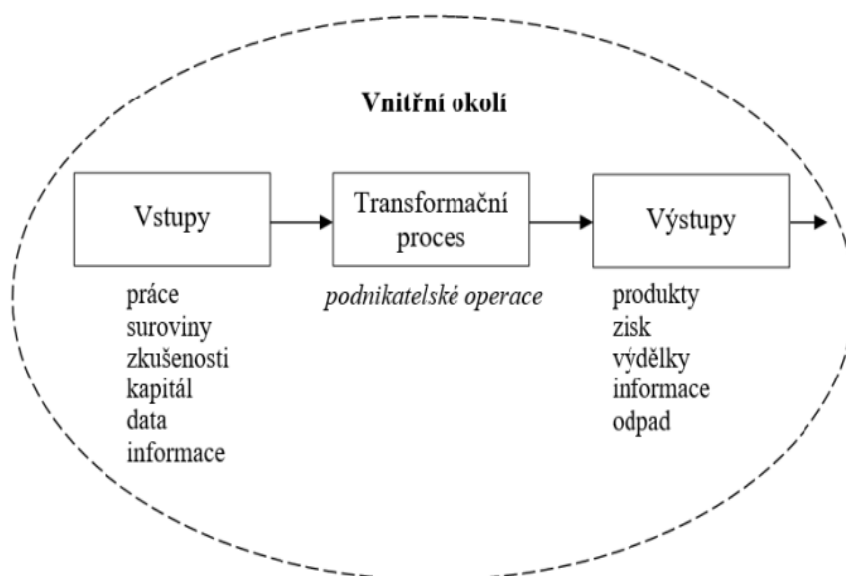 Vnitřní okolí
Vstupy
práce
suroviny
zkušenosti
kapitál
data
informace
Transformační
proces
podnikatelské operace
Výstupy
produkty
zisk
výdělky
informace
odpad